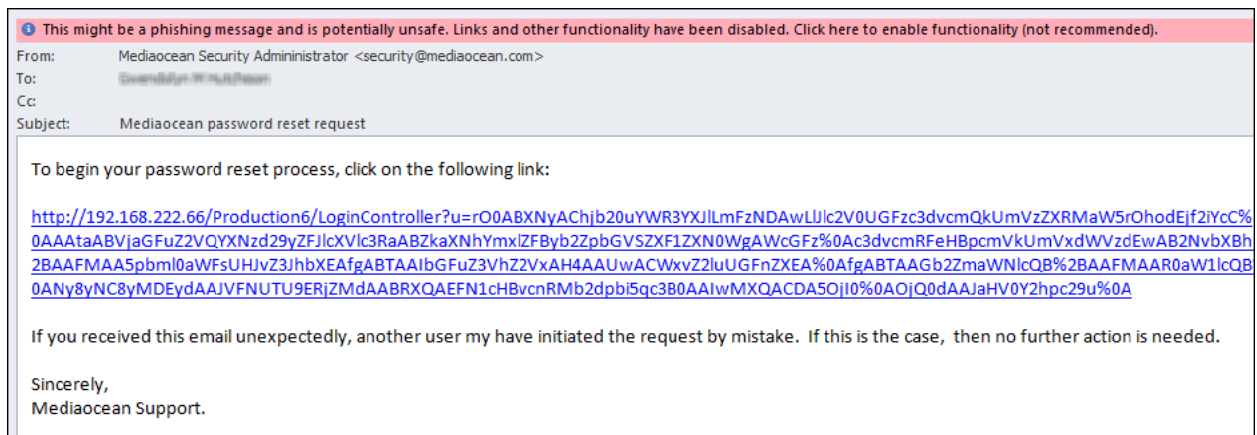 This might be a phishing message and is potentially unsafe. Links and other functionality have been disabled. Click here to enable functionality (not recommended).
From: Mediaocean Security Admininistrator <security@mediaocean.com>
To:
Cc:
Subject: Mediaocean password reset request
To begin your password reset process, click on the following link:
http://192.168.222.66/Production6/LoginController?u=rO0ABXNyAChjb20uYWR3YXJlLmFzNDAwLlJlc2V0UGFzc3dvcmQkUmVzZXRMaW5rOhodEjf2iYcC%
0AAAtaABVjaGFuZ2VQYXNzd29yZFJlcXVlc3RaABZkaXNhYmxlZFByb2ZpbGVSZXF1ZXN0WgAWcGFz%0Ac3dvcmRFeHBpcmVkUmVxdWVzdEwAB2NvbXBh
2BAAFMAA5pbml0aWFsUHJvZ3JhbXEAfgABTAAIbGFuZ3VhZ2VxAH4AAUwACWxvZ2luUGFnZXEA%0AfgABTAAGb2ZmaWNlcQB%2BAAFMAAR0aW1lcQB
0ANy8yNC8yMDEydAAJVFNUTU9ERjZMdAABRXQAEFN1cHBvcnRMb2dpbi5qc3B0AAIwMXQACDA5OjI0%0AOjQ0dAAJaHV0Y2hpc29u%0A
If you received this email unexpectedly, another user my have initiated the request by mistake. If this is the case, then no further action is needed.
Sincerely,
Mediaocean Support.